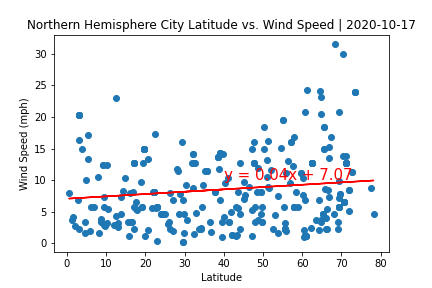 Northern Hemisphere City Latitude vs. Wind Speed | 2020-10-17
30
25
20
15
10
5
0
Wind Speed (mph)
y = 0.04x + 7.07
0 10 20 30 40 50 60 70 80
Latitude